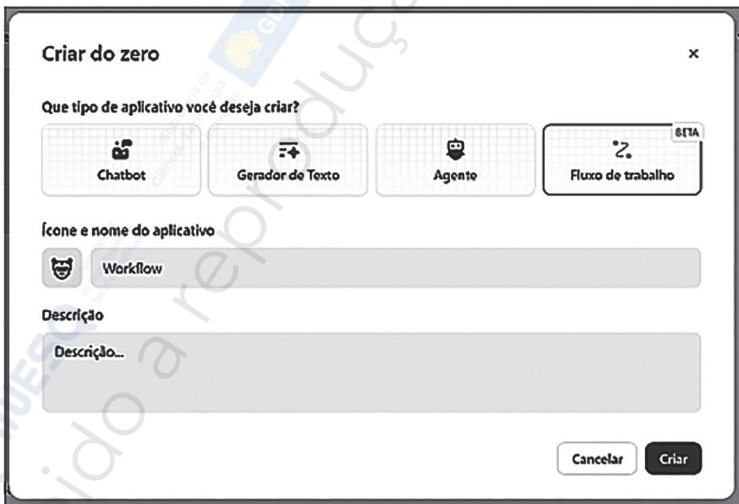 Criar do zero
×
Que tipo de aplicativo você deseja criar?
Chatbot
Gerador de Texto
Agente
BETA
Fluxo de trabalho
Ícone e nome do aplicativo
Workflow
Descrição
Descrição...
Cancelar
Criar